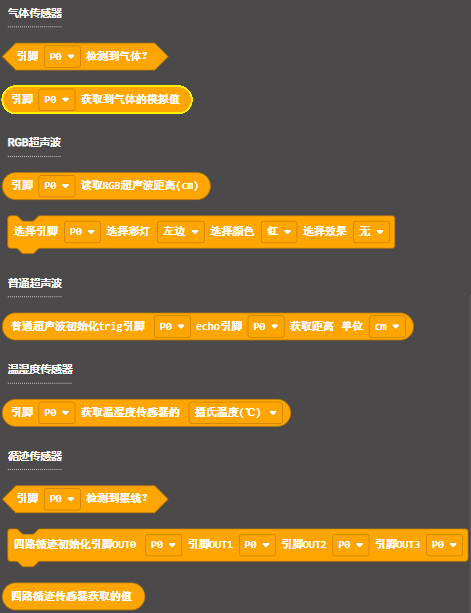 气体传感器
引脚 P0 检测到气体?
引脚 P0 获取到气体的模拟值
RGB超声波
引脚 P0 读取RGB超声波距离(cm)
选择引脚 P0 选择彩灯 左边 选择颜色 红 选择效果 无
普通超声波
普通超声波初始化trig引脚 P0 echo引脚 P0 获取距离 单位 cm
温湿度传感器
引脚 P0 获取温湿度传感器的 摄氏温度(℃)
循迹传感器
引脚 P0 检测到黑线?
四路循迹初始化引脚OUT0 P0 引脚OUT1 P0 引脚OUT2 P0 引脚OUT3 P0
四路循迹传感器获取的值